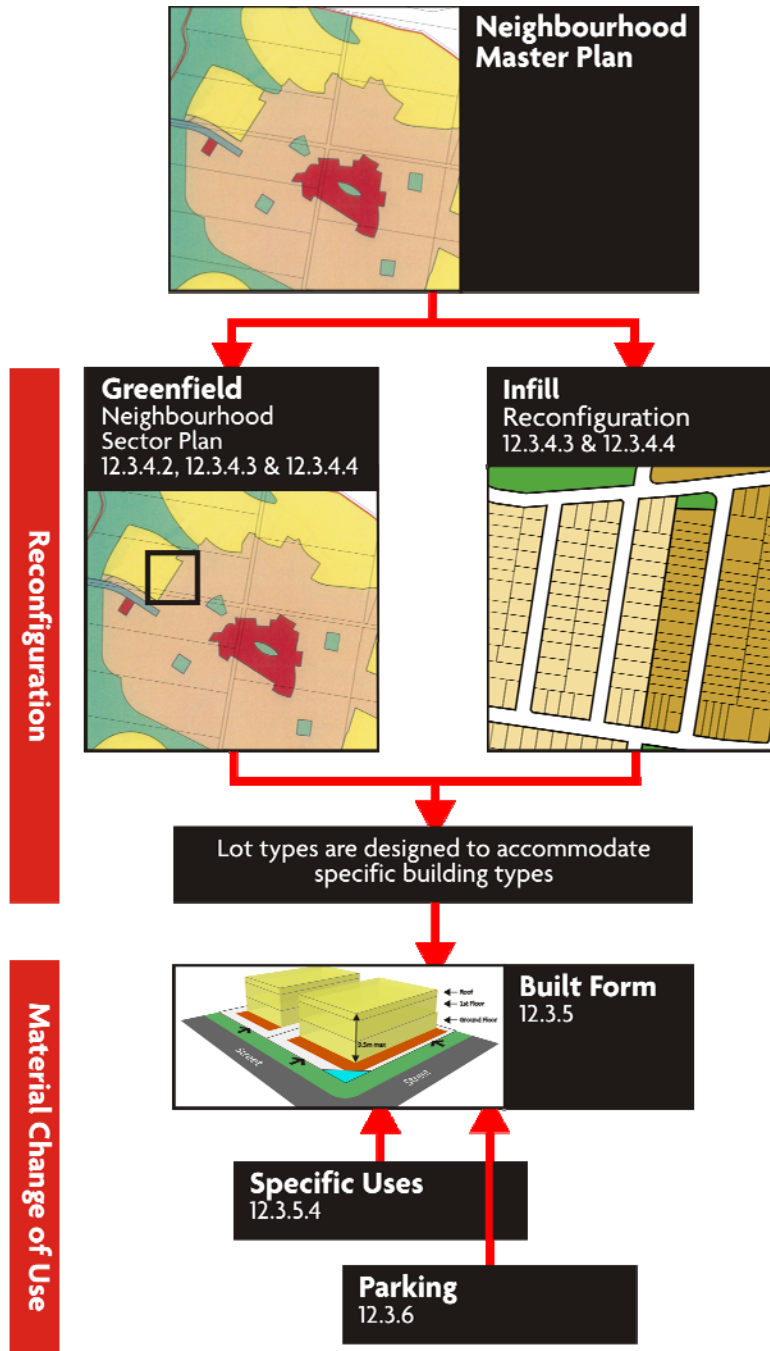 Neighbourhood
Master Plan
Reconfiguration
Greenfield
Neighbourhood
Sector Plan
12.3.4.2, 12.3.4.3 & 12.3.4.4
Infill
Reconfiguration
12.3.4.3 & 12.3.4.4
Lot types are designed to accommodate
specific building types
Material Change of Use
Roof
1st Floor
Ground Floor
Street
Street
Built Form
12.3.5
Specific Uses
12.3.5.4
Parking
12.3.6